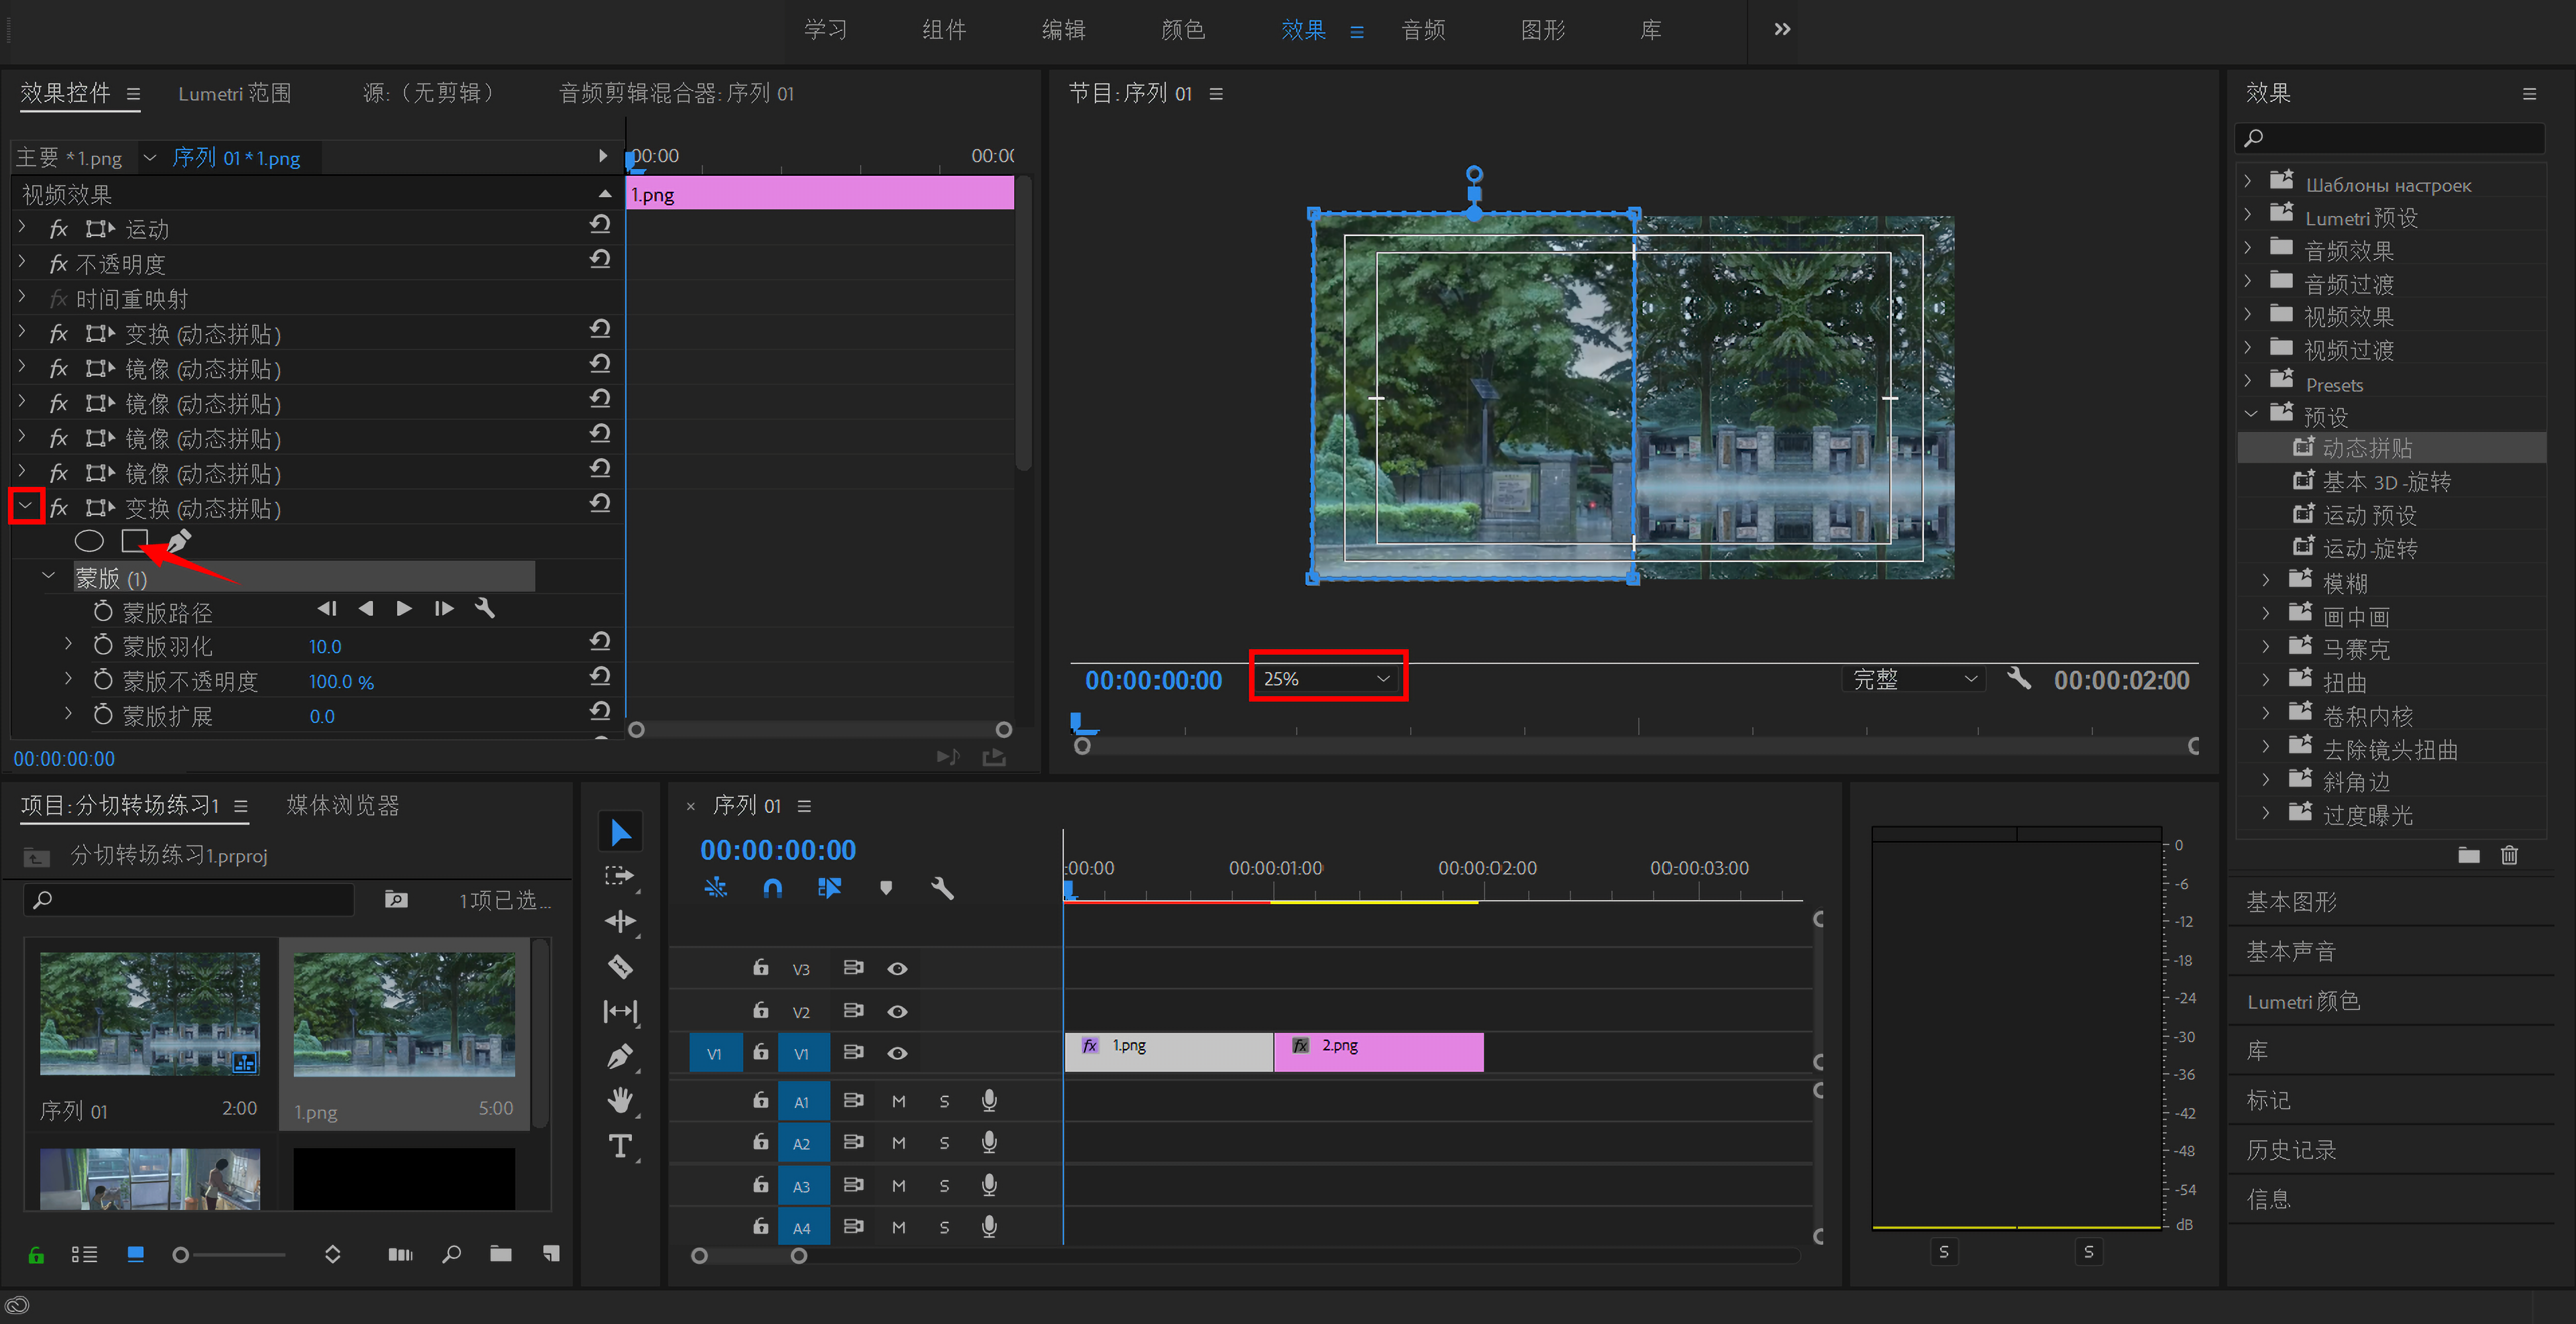 学习 组件 编辑 颜色 效果 音频 图形 库
效果控件 Lumetri 范围 源:（无剪辑） 音频剪辑混合器: 序列 01
主要 *1.png 序列 01*1.png
00:00 00:00
视频效果
1.png
fx 运动
fx 不透明度
fx 时间重映射
fx 变换 (动态拼贴)
fx 镜像 (动态拼贴)
fx 镜像 (动态拼贴)
fx 镜像 (动态拼贴)
fx 镜像 (动态拼贴)
fx 变换 (动态拼贴)
蒙版 (1)
蒙版路径
蒙版羽化 10.0
蒙版不透明度 100.0 %
蒙版扩展 0.0
00:00:00:00
节目: 序列 01
00:00:00:00 25% 完整 00:00:02:00
效果
Шаблоны настроек
Lumetri 预设
音频效果
音频过渡
视频效果
视频过渡
Presets
预设
动态拼贴
基本 3D -旋转
运动 预设
运动-旋转
模糊
画中画
马赛克
扭曲
卷积内核
去除镜头扭曲
斜角边
过度曝光
基本图形
基本声音
Lumetri 颜色
库
标记
历史记录
信息
项目: 分切转场练习1 媒体浏览器
分切转场练习1.prproj
1项已选...
序列 01 2:00
1.png 5:00
× 序列 01
00:00:00:00
:00:00 00:00:01:00 00:00:02:00 00:00:03:00
V3
V2
V1 V1 fx 1.png fx 2.png
A1 M S
A2 M S
A3 M S
A4 M S
0
-6
-12
-18
-24
-30
-36
-42
-48
-54
dB
S S